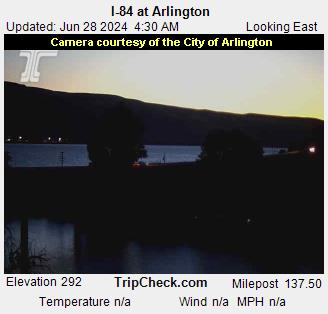 I-84 at Arlington
Updated: Jun 28 2024 4:30 AM Looking East
Camera courtesy of the City of Arlington
Elevation 292 TripCheck.com Milepost 137.50
Temperature n/a Wind n/a MPH n/a